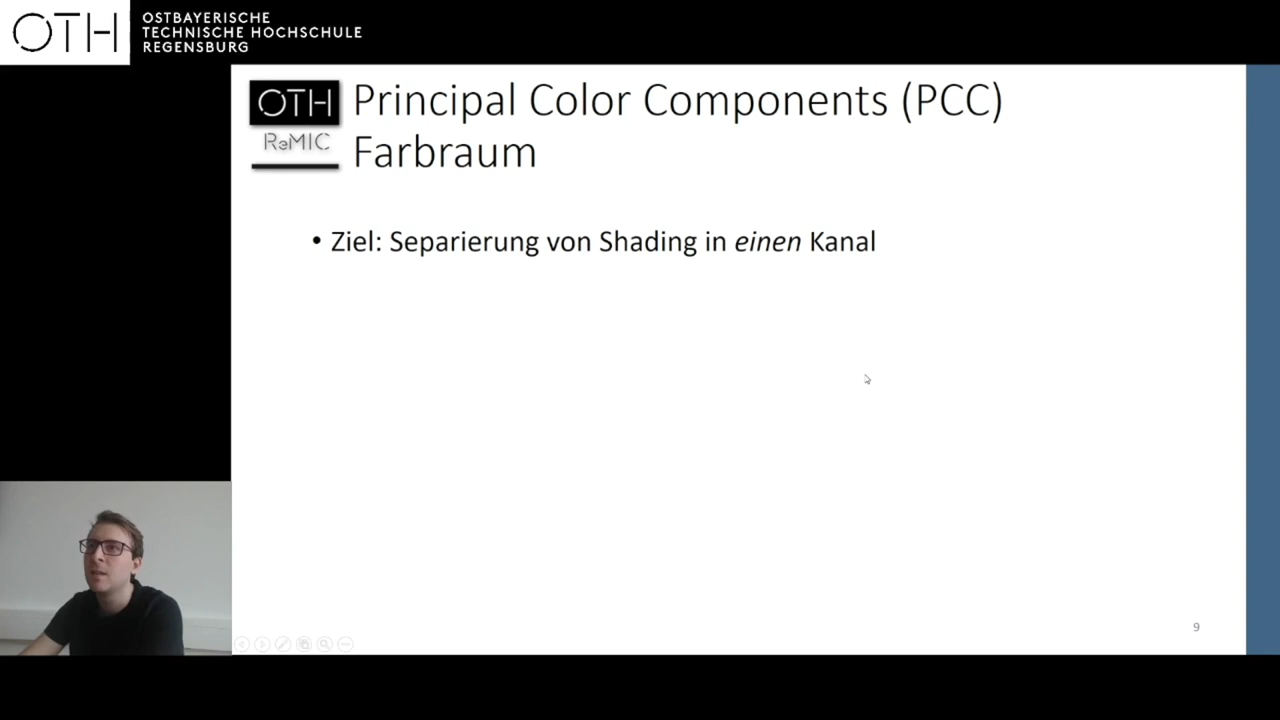 OTH
OSTBAYERISCHE
TECHNISCHE HOCHSCHULE
REGENSBURG
OTH
ReMIC
Principal Color Components (PCC)
Farbraum
• Ziel: Separierung von Shading in einen Kanal
9